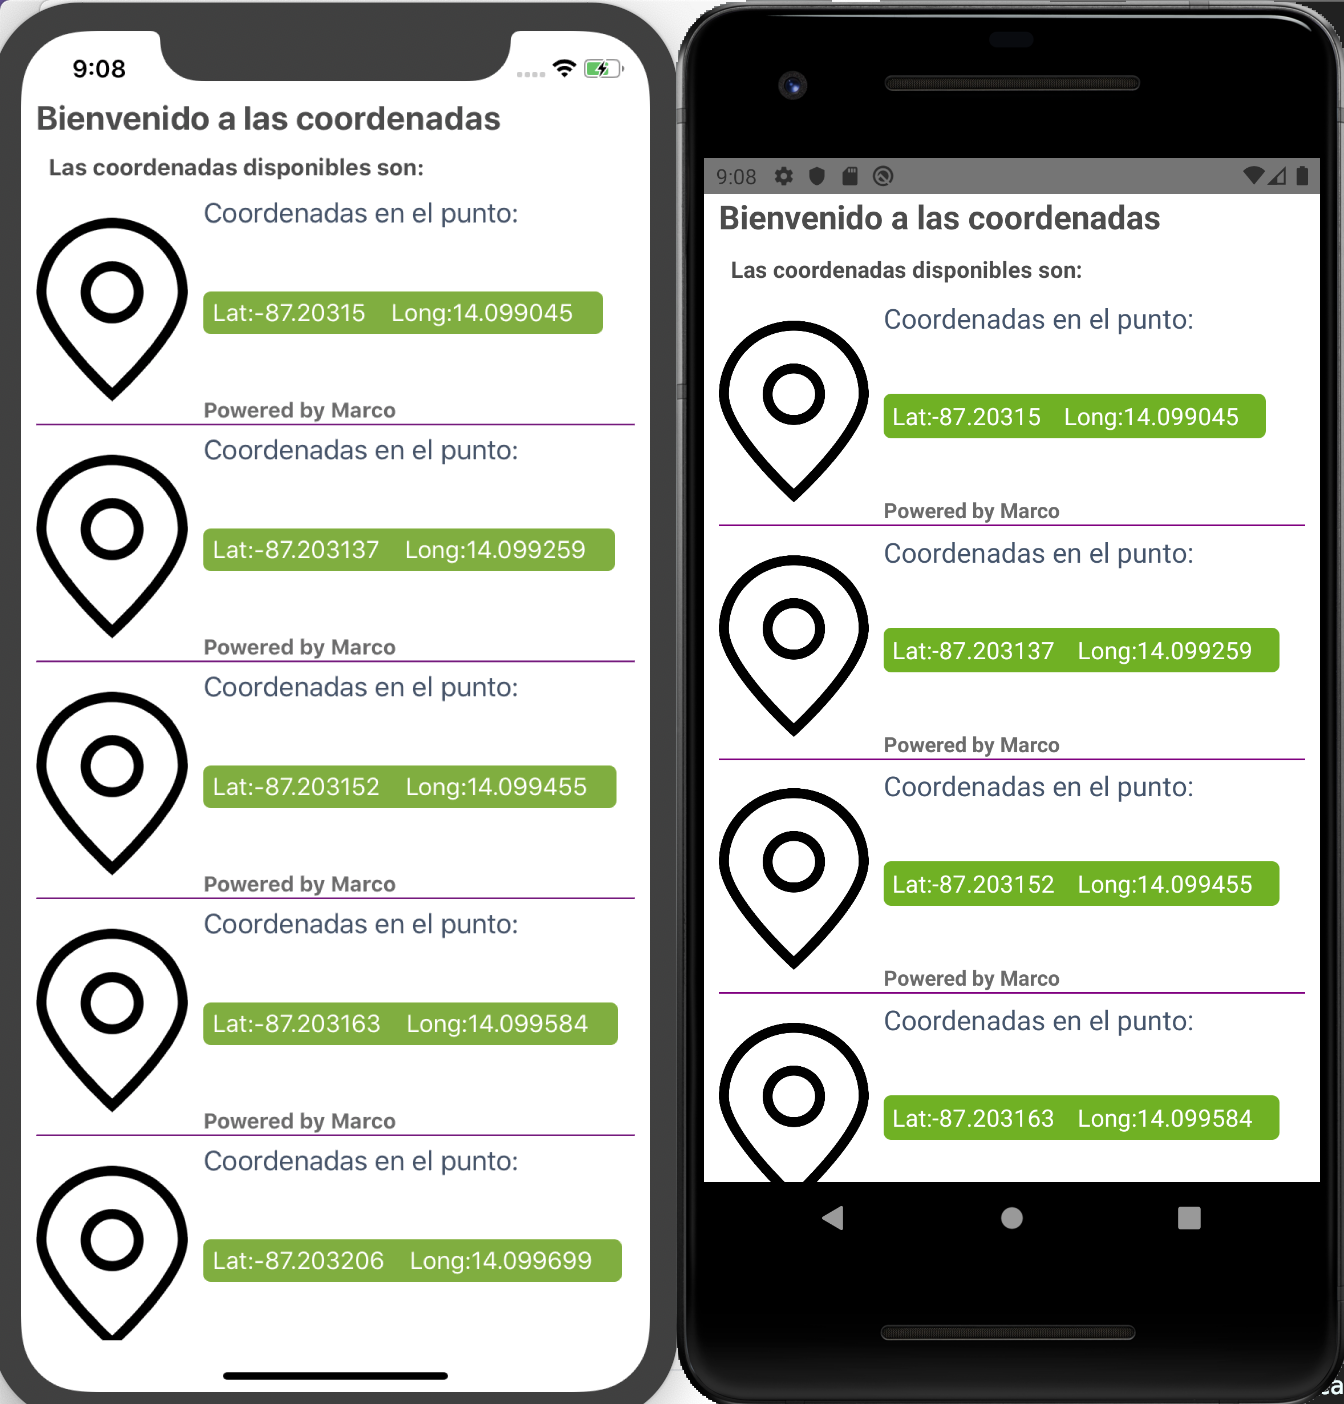 9:08
Bienvenido a las coordenadas
Las coordenadas disponibles son:
Coordenadas en el punto:
Lat:-87.20315 Long:14.099045
Powered by Marco
Coordenadas en el punto:
Lat:-87.203137 Long:14.099259
Powered by Marco
Coordenadas en el punto:
Lat:-87.203152 Long:14.099455
Powered by Marco
Coordenadas en el punto:
Lat:-87.203163 Long:14.099584
Powered by Marco
Coordenadas en el punto:
Lat:-87.203206 Long:14.099699
9:08
Bienvenido a las coordenadas
Las coordenadas disponibles son:
Coordenadas en el punto:
Lat:-87.20315 Long:14.099045
Powered by Marco
Coordenadas en el punto:
Lat:-87.203137 Long:14.099259
Powered by Marco
Coordenadas en el punto:
Lat:-87.203152 Long:14.099455
Powered by Marco
Coordenadas en el punto:
Lat:-87.203163 Long:14.099584